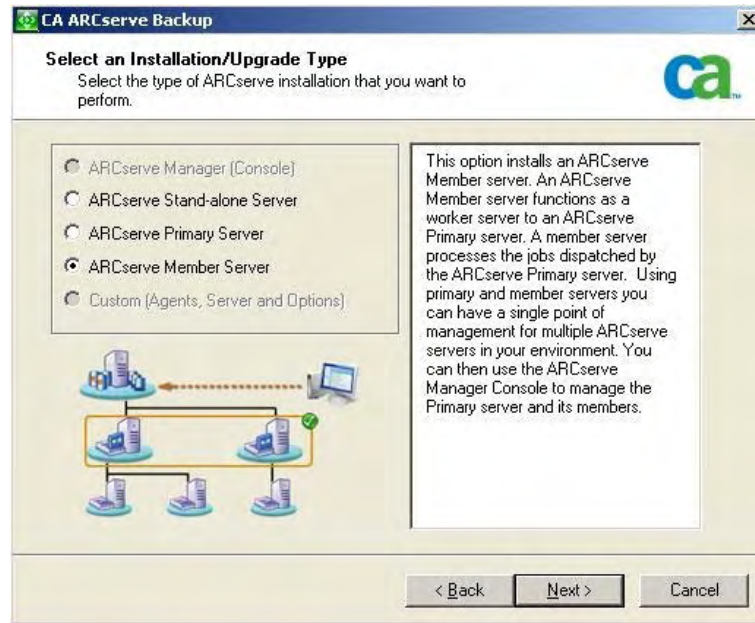 CA ARCserve Backup
Select an Installation/Upgrade Type
Select the type of ARCserve installation that you want to
perform.
ca
ARCserve Manager (Console)
ARCserve Stand-alone Server
ARCserve Primary Server
ARCserve Member Server
Custom (Agents, Server and Options)
This option installs an ARCserve
Member server. An ARCserve
Member server functions as a
worker server to an ARCserve
Primary server. A member server
processes the jobs dispatched by
the ARCserve Primary server. Using
primary and member servers you
can have a single point of
management for multiple ARCserve
servers in your environment. You
can then use the ARCserve
Manager Console to manage the
Primary server and its members.
< Back
Next >
Cancel